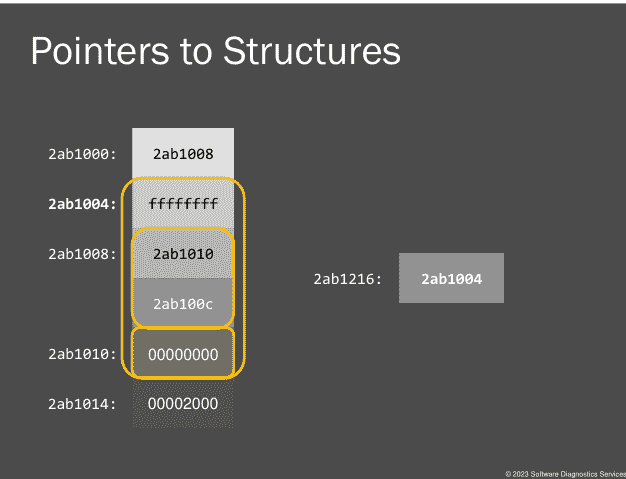 Pointers to Structures
2ab1000: 2ab1008
2ab1004: ffffffff
2ab1008: 2ab1010
2ab1216: 2ab1004
2ab100c
2ab1010: 00000000
2ab1014: 00002000
© 2023 Software Diagnostics Services